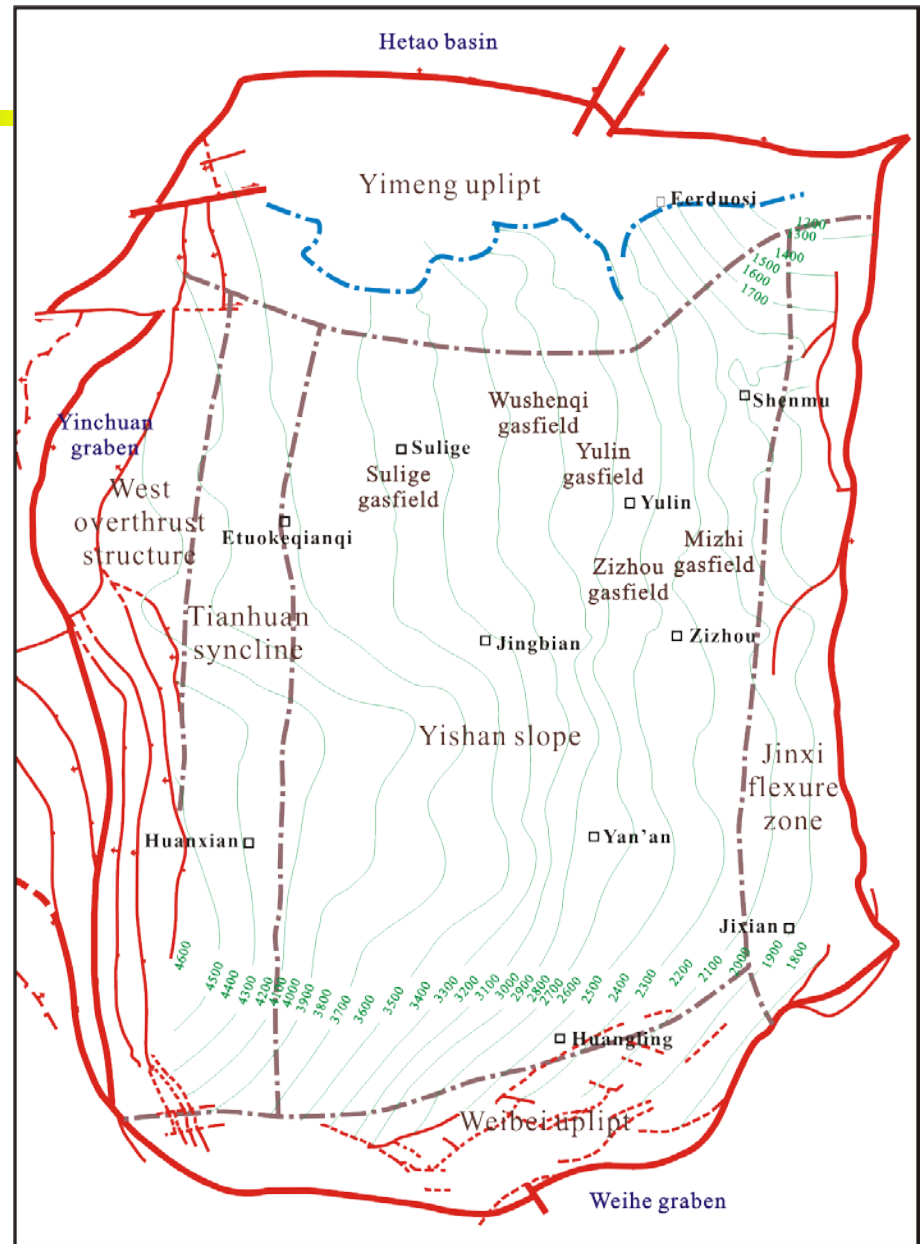 Hetao basin
Yimeng uplipt
Eerduosi
1200
1300
1400
1500
1600
1700
Shenmu
Wushenqi
gasfield
Yinchuan
graben
Sulige
Sulige
gasfield
Yulin
gasfield
Yulin
West
overthrust
structure
Etuokeqianqi
Mizhi
gasfield
Zizhou
gasfield
Tianhuan
syncline
Jingbian
Zizhou
Yishan slope
Jinxi
flexure
zone
Huanxian
Yan'an
Jixian
4600
4500
4400
4300
4200
4100
4000
3900
3800
3700
3600
3500
3400
3300
3200
3100
3000
2900
2800
2700
2600
2500
2400
2300
2200
2100
2000
1900
1800
Huangling
Weibei uplipt
Weihe graben